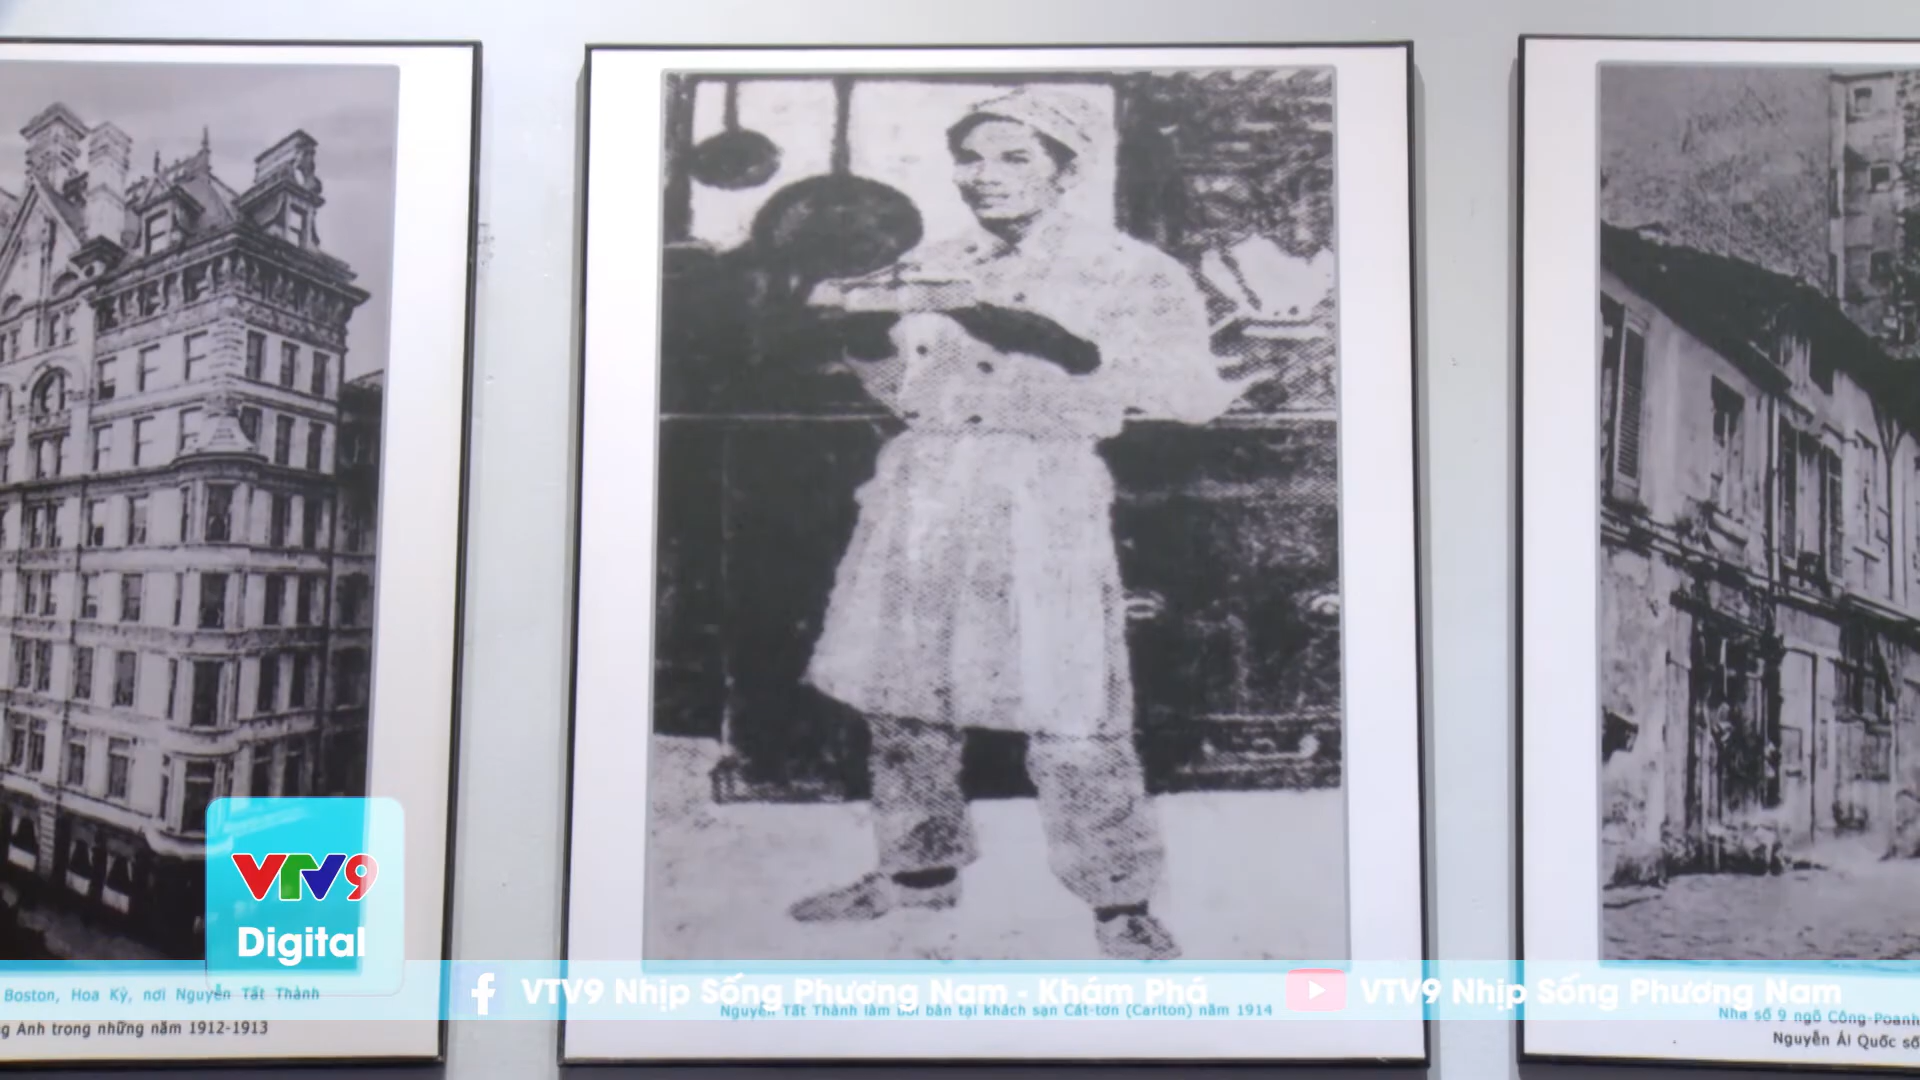 Boston, Hoa Kỳ, nơi Nguyễn Tất Thành
Anh trong những năm 1912-1913
Nguyễn Tất Thành làm bồi bàn tại khách sạn Cát-tơn (Carlton) năm 1914
Nhà số 9 ngõ Công-Poanh
Nguyễn Ái Quốc
VTV9
Digital
VTV9 Nhịp Sống Phương Nam - Khám Phá
VTV9 Nhịp Sống Phương Nam